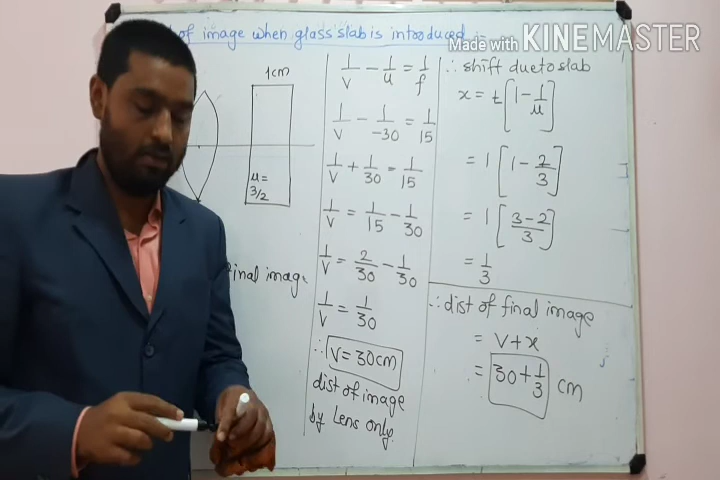 of image when glass slab is introduced
Made with KINEMASTER
1cm
μ =
3/2
final image
1/v - 1/u = 1/f
1/v - 1/-30 = 1/15
1/v + 1/30 = 1/15
1/v = 1/15 - 1/30
1/v = 2/30 - 1/30
1/v = 1/30
∴ v = 30cm
dist of image
by Lens only.
∴ shift due to slab
x = t[1 - 1/μ]
= 1[1 - 2/3]
= 1[3-2/3]
= 1/3
∴ dist of final image
= v + x
= 30 + 1/3 cm